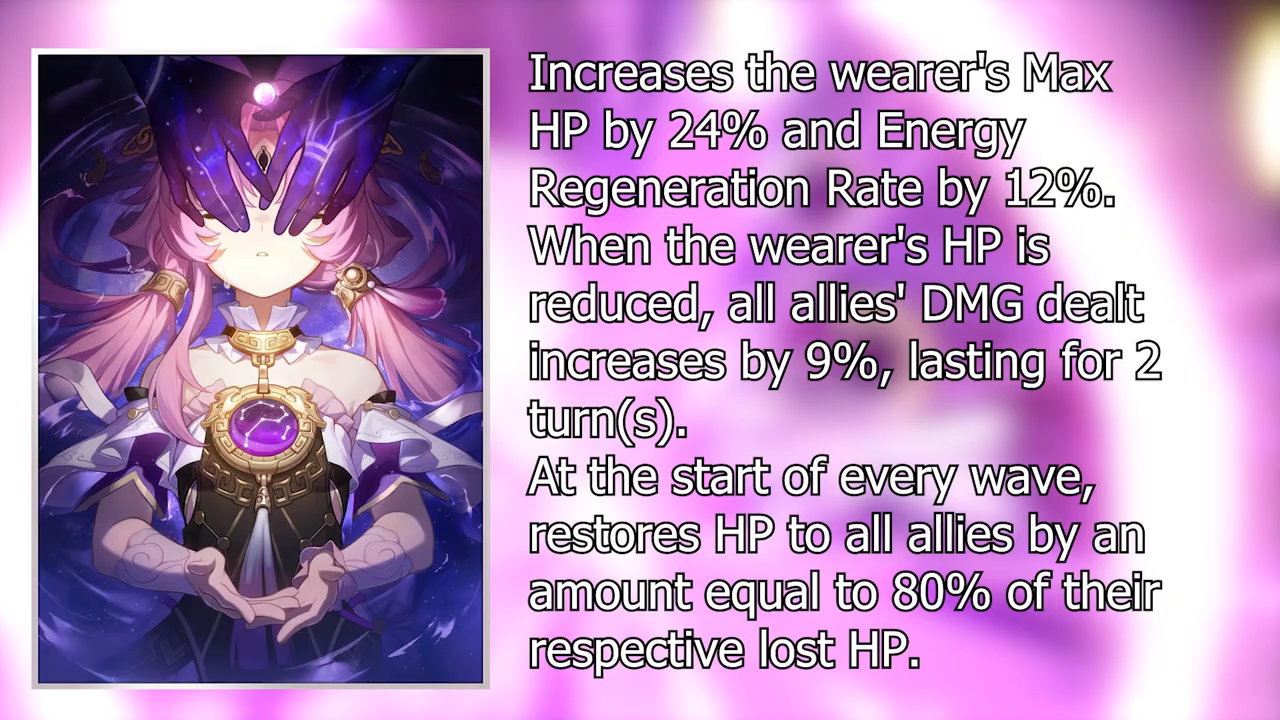 Increases the wearer's Max
HP by 24% and Energy
Regeneration Rate by 12%.
When the wearer's HP is
reduced, all allies' DMG dealt
increases by 9%, lasting for 2
turn(s).
At the start of every wave,
restores HP to all allies by an
amount equal to 80% of their
respective lost HP.